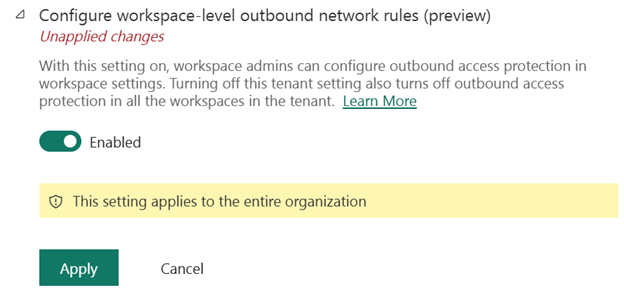 Configure workspace-level outbound network rules (preview)
Unapplied changes
With this setting on, workspace admins can configure outbound access protection in
workspace settings. Turning off this tenant setting also turns off outbound access
protection in all the workspaces in the tenant. Learn More
Enabled
This setting applies to the entire organization
Apply Cancel